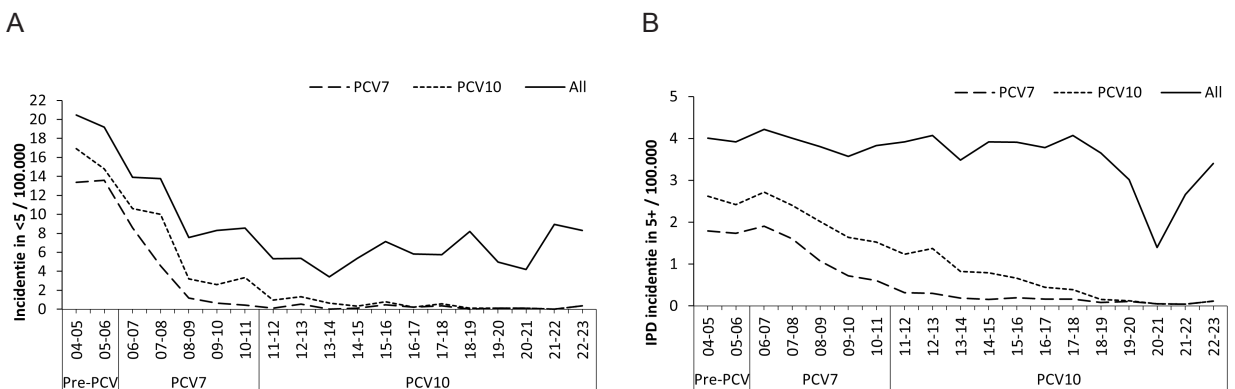 A
PCV7 PCV10 All
Incidentie in <5 / 100.000
22
20
18
16
14
12
10
8
6
4
2
0
04-05 05-06 06-07 07-08 08-09 09-10 10-11 11-12 12-13 13-14 14-15 15-16 16-17 17-18 18-19 19-20 20-21 21-22 22-23
Pre-PCV PCV7 PCV10
B
PCV7 PCV10 All
IPD incidentie in 5+ / 100.000
5
4
3
2
1
0
04-05 05-06 06-07 07-08 08-09 09-10 10-11 11-12 12-13 13-14 14-15 15-16 16-17 17-18 18-19 19-20 20-21 21-22 22-23
Pre-PCV PCV7 PCV10